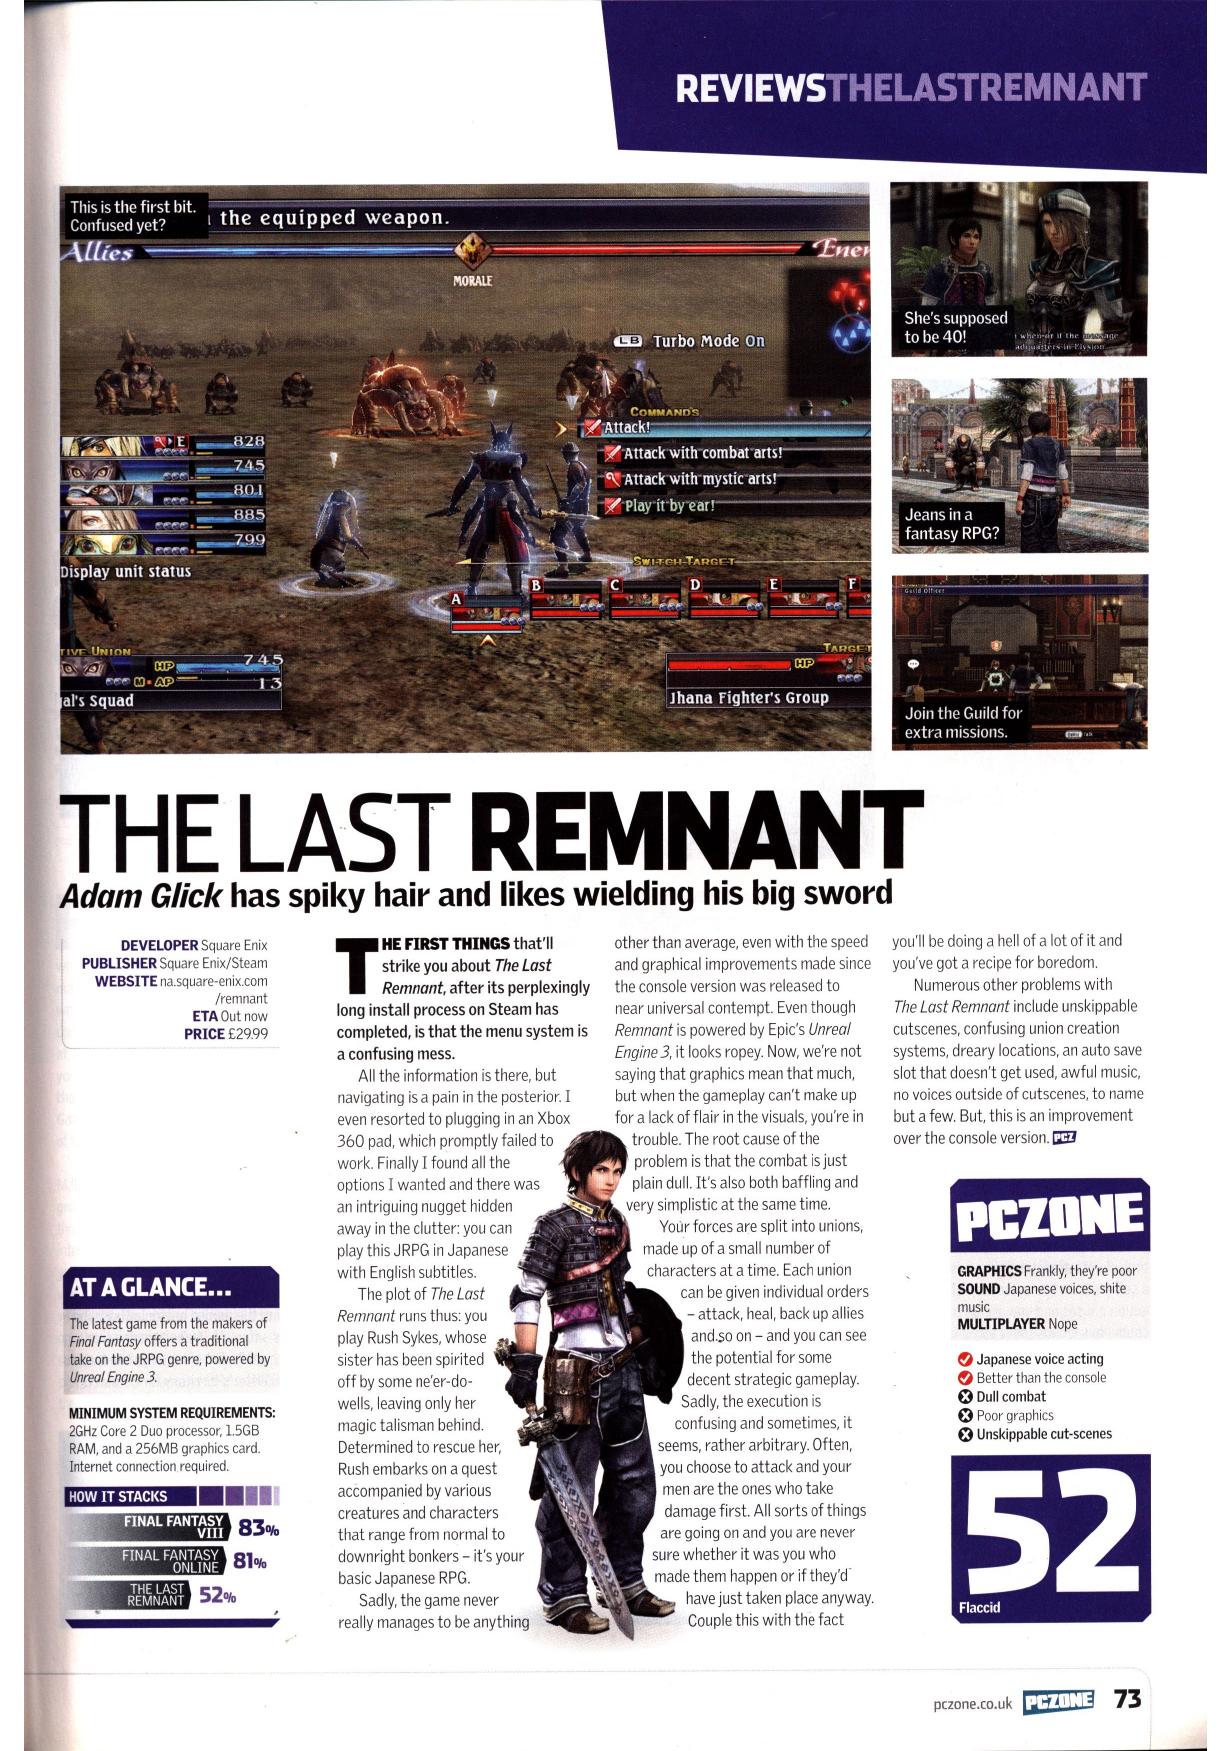 REVIEWSTHELASTREMNANT
This is the first bit.
Confused yet?
the equipped weapon.
Allies
MORALE
LB Turbo Mode On
COMMANDS
Attack!
Attack with combat arts!
Attack with mystic arts!
Play it by ear!
E 828
745
801
885
799
Display unit status
SWITCH TARGET
A B C D E F
TIVE UNION
HP 745
M AP 13
al's Squad
TARGET
HP
Jhana Fighter's Group
She's supposed
to be 40!
when or if the message
adquarters in Elysion
Jeans in a
fantasy RPG?
Guild Officer
Join the Guild for
extra missions.
Talk
THE LAST REMNANT
Adam Glick has spiky hair and likes wielding his big sword
DEVELOPER Square Enix
PUBLISHER Square Enix/Steam
WEBSITE na.square-enix.com
/remnant
ETA Out now
PRICE £29.99
AT A GLANCE...
The latest game from the makers of
Final Fantasy offers a traditional
take on the JRPG genre, powered by
Unreal Engine 3.
MINIMUM SYSTEM REQUIREMENTS:
2GHz Core 2 Duo processor, 1.5GB
RAM, and a 256MB graphics card.
Internet connection required.
HOW IT STACKS
FINAL FANTASY
VIII 83%
FINAL FANTASY
ONLINE 81%
THE LAST
REMNANT 52%
THE FIRST THINGS that'll
strike you about The Last
Remnant, after its perplexingly
long install process on Steam has
completed, is that the menu system is
a confusing mess.
All the information is there, but
navigating is a pain in the posterior. I
even resorted to plugging in an Xbox
360 pad, which promptly failed to
work. Finally I found all the
options I wanted and there was
an intriguing nugget hidden
away in the clutter: you can
play this JRPG in Japanese
with English subtitles.
The plot of The Last
Remnant runs thus: you
play Rush Sykes, whose
sister has been spirited
off by some ne'er-do-
wells, leaving only her
magic talisman behind.
Determined to rescue her,
Rush embarks on a quest
accompanied by various
creatures and characters
that range from normal to
downright bonkers – it's your
basic Japanese RPG.
Sadly, the game never
really manages to be anything
other than average, even with the speed
and graphical improvements made since
the console version was released to
near universal contempt. Even though
Remnant is powered by Epic's Unreal
Engine 3, it looks ropey. Now, we're not
saying that graphics mean that much,
but when the gameplay can't make up
for a lack of flair in the visuals, you're in
trouble. The root cause of the
problem is that the combat is just
plain dull. It's also both baffling and
very simplistic at the same time.
Your forces are split into unions,
made up of a small number of
characters at a time. Each union
can be given individual orders
– attack, heal, back up allies
and so on – and you can see
the potential for some
decent strategic gameplay.
Sadly, the execution is
confusing and sometimes, it
seems, rather arbitrary. Often,
you choose to attack and your
men are the ones who take
damage first. All sorts of things
are going on and you are never
sure whether it was you who
made them happen or if they'd
have just taken place anyway.
Couple this with the fact
you'll be doing a hell of a lot of it and
you've got a recipe for boredom.
Numerous other problems with
The Last Remnant include unskippable
cutscenes, confusing union creation
systems, dreary locations, an auto save
slot that doesn't get used, awful music,
no voices outside of cutscenes, to name
but a few. But, this is an improvement
over the console version. PCZ
PCZONE
GRAPHICS Frankly, they're poor
SOUND Japanese voices, shite
music
MULTIPLAYER Nope
Japanese voice acting
Better than the console
Dull combat
Poor graphics
Unskippable cut-scenes
52
Flaccid
pczone.co.uk PCZONE 73